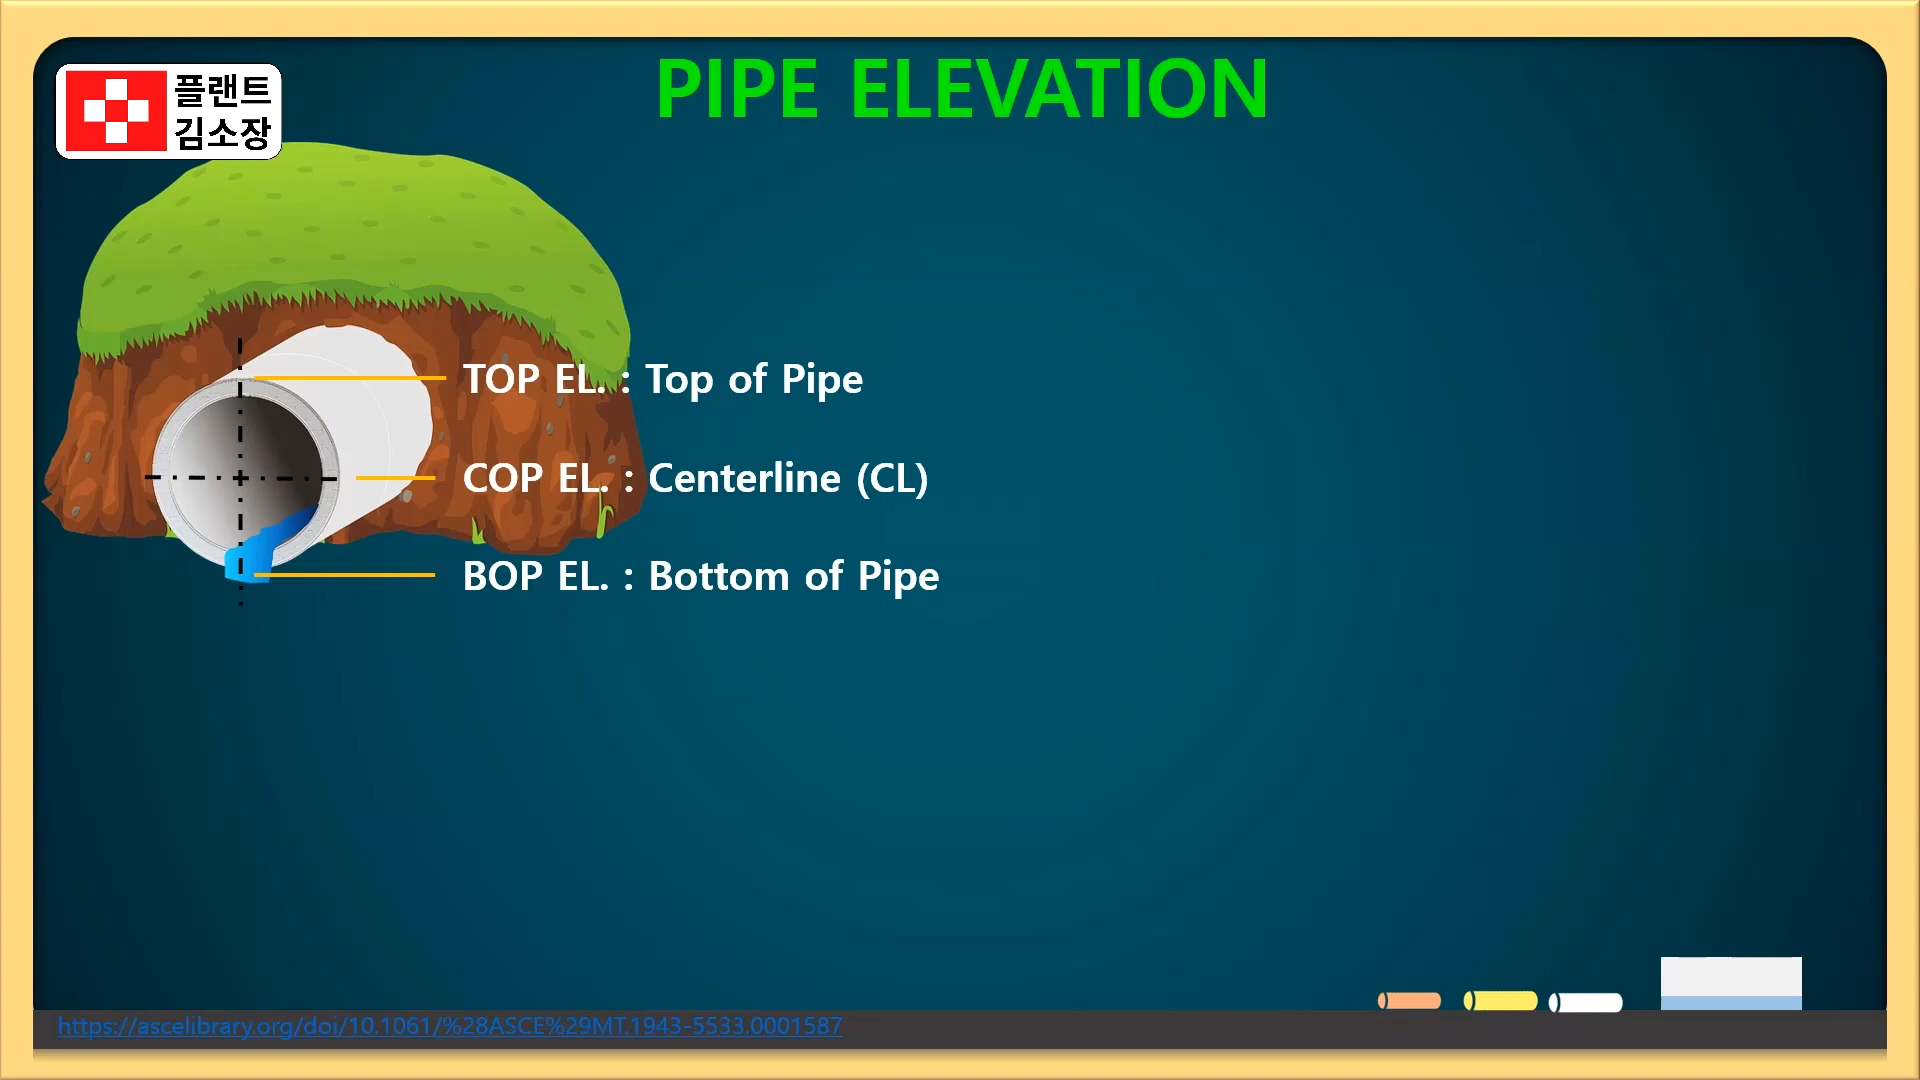 플랜트
김소장
PIPE ELEVATION
TOP EL. : Top of Pipe
COP EL. : Centerline (CL)
BOP EL. : Bottom of Pipe
https://ascelibrary.org/doi/10.1061/%28ASCE%29MT.1943-5533.0001587